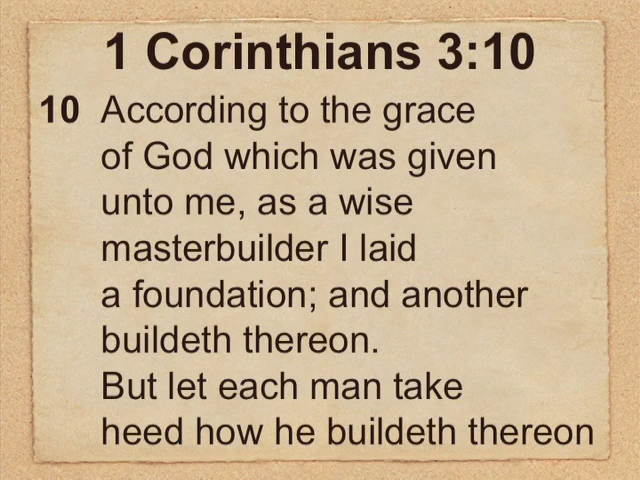 1 Corinthians 3:10
10 According to the grace
of God which was given
unto me, as a wise
masterbuilder I laid
a foundation; and another
buildeth thereon.
But let each man take
heed how he buildeth thereon